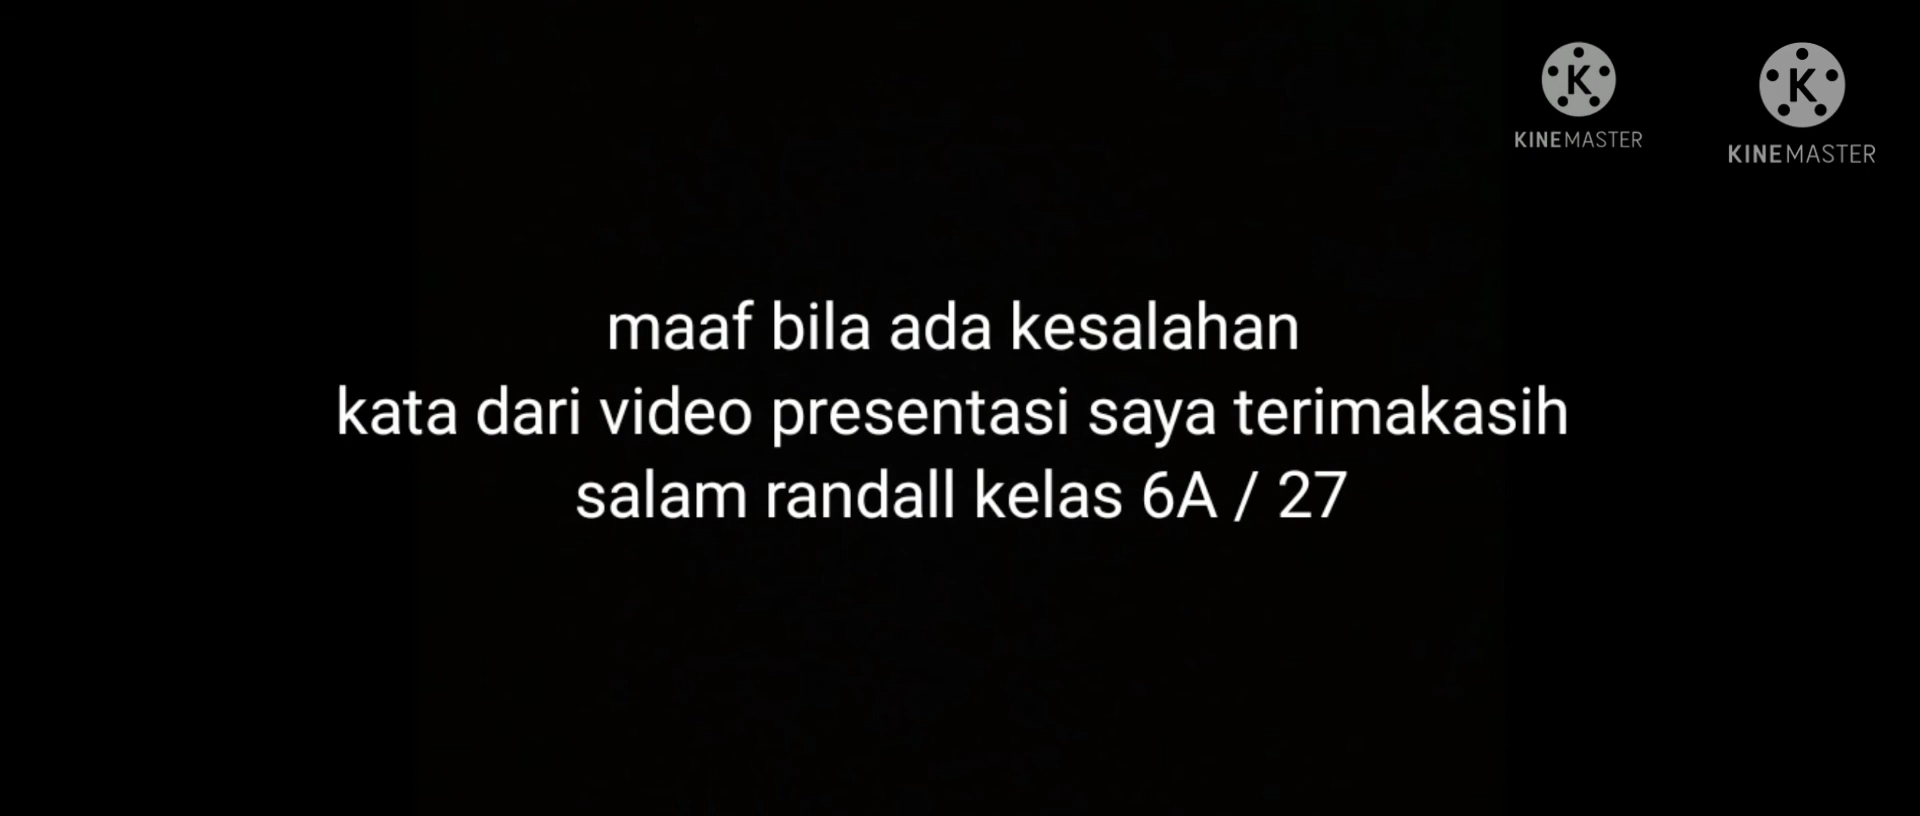 KINEMASTER
KINEMASTER
maaf bila ada kesalahan
kata dari video presentasi saya terimakasih
salam randall kelas 6A / 27